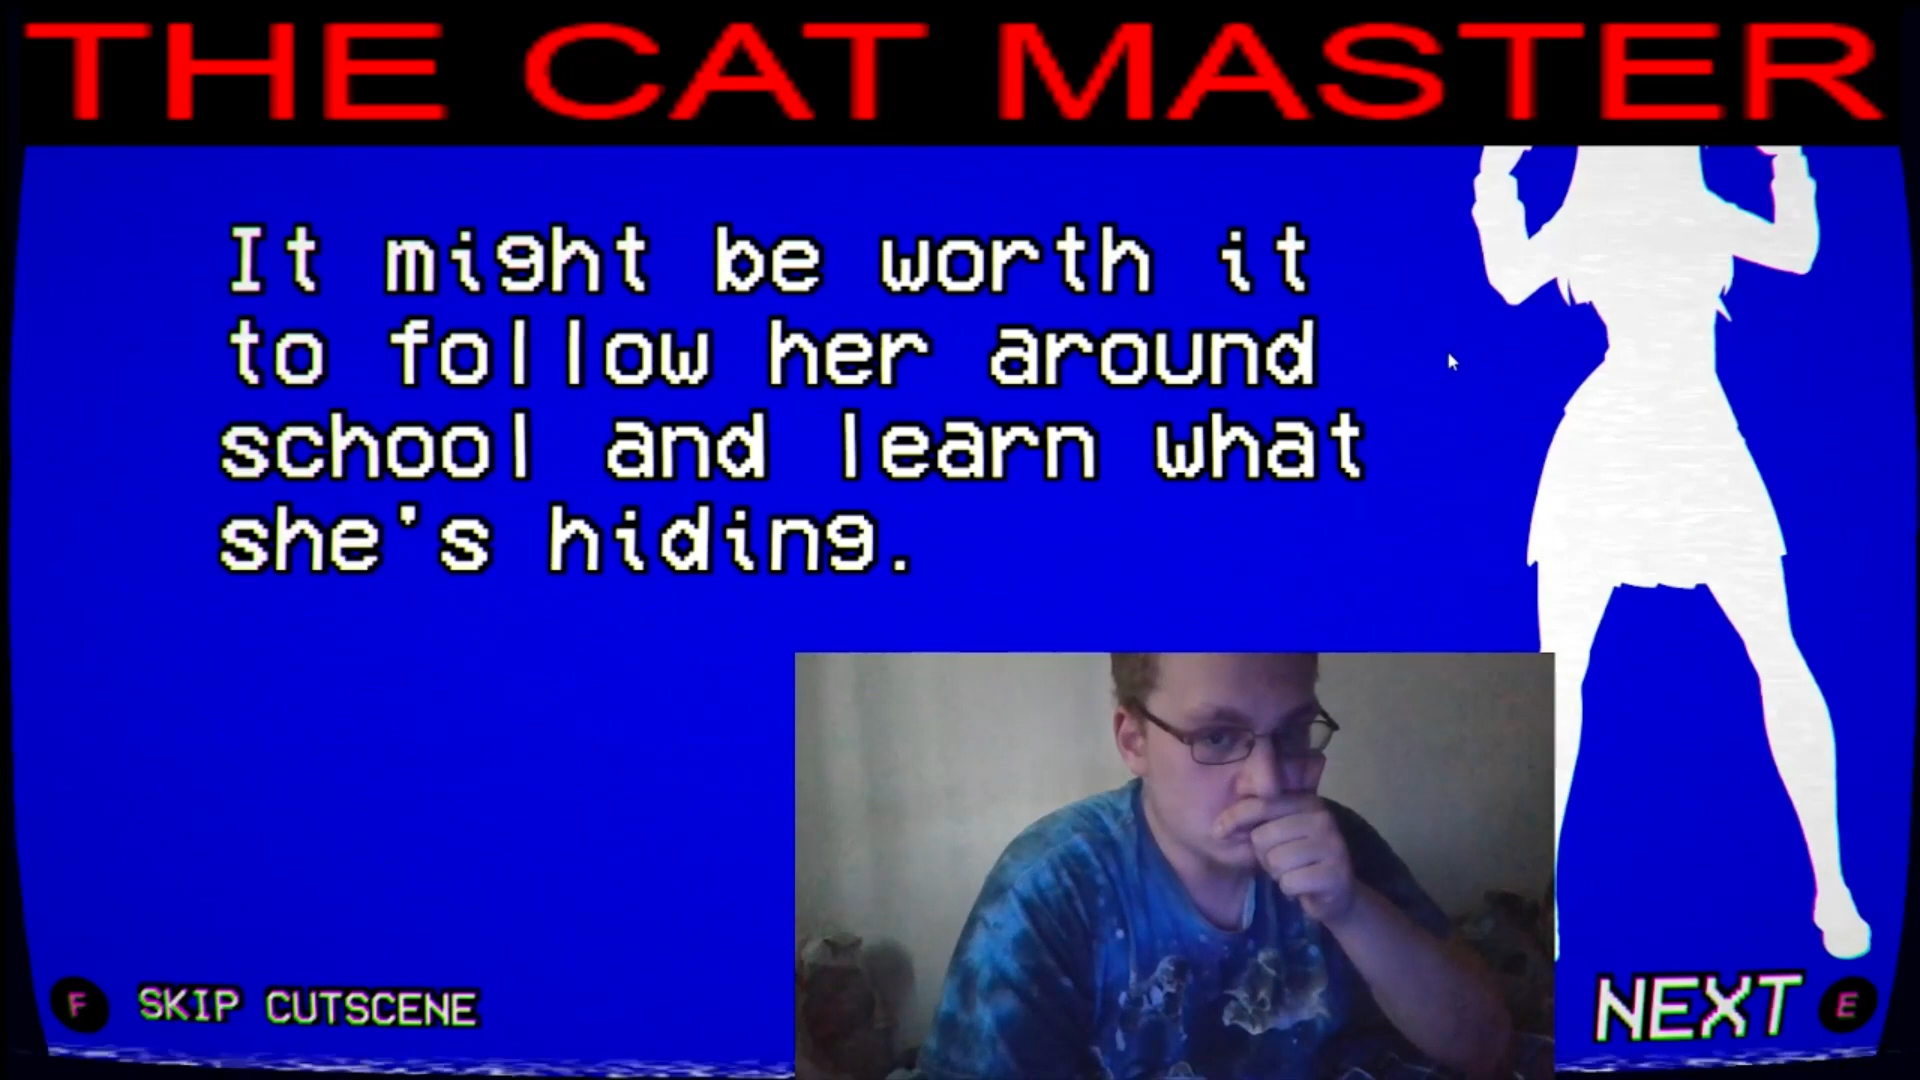 THE CAT MASTER
It might be worth it
to follow her around
school and learn what
she's hiding.
F SKIP CUTSCENE
NEXT E